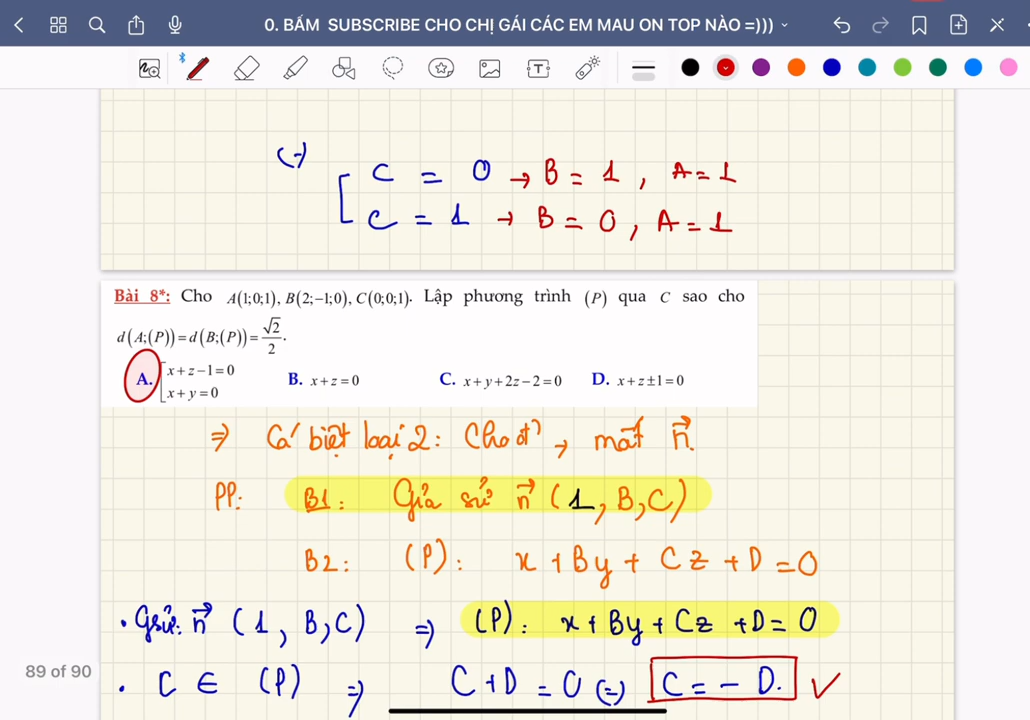 0. BẤM SUBSCRIBE CHO CHỊ GÁI CÁC EM MAU ON TOP NÀO =)))
(-)
C = 0 → B = 1, A = 1
C = 1 → B = 0, A = 1
Bài 8*: Cho A(1;0;1), B(2;−1;0), C(0;0;1). Lập phương trình (P) qua C sao cho
d(A;(P)) = d(B;(P)) = √2/2.
A. [x+z−1=0
x+y=0
B. x+z=0
C. x+y+2z−2=0
D. x+z±1=0
⇒ Cá biệt loại 2: Cho đ', mất n⃗.
PP: B1: Giả sử n⃗ (1, B, C)
B2: (P): x + By + Cz + D = 0
• Gsử: n⃗ (1, B, C) ⇒ (P): x + By + Cz + D = 0
89 of 90
• C ∈ (P) ⇒ C + D = 0 (=) C = − D. ✓